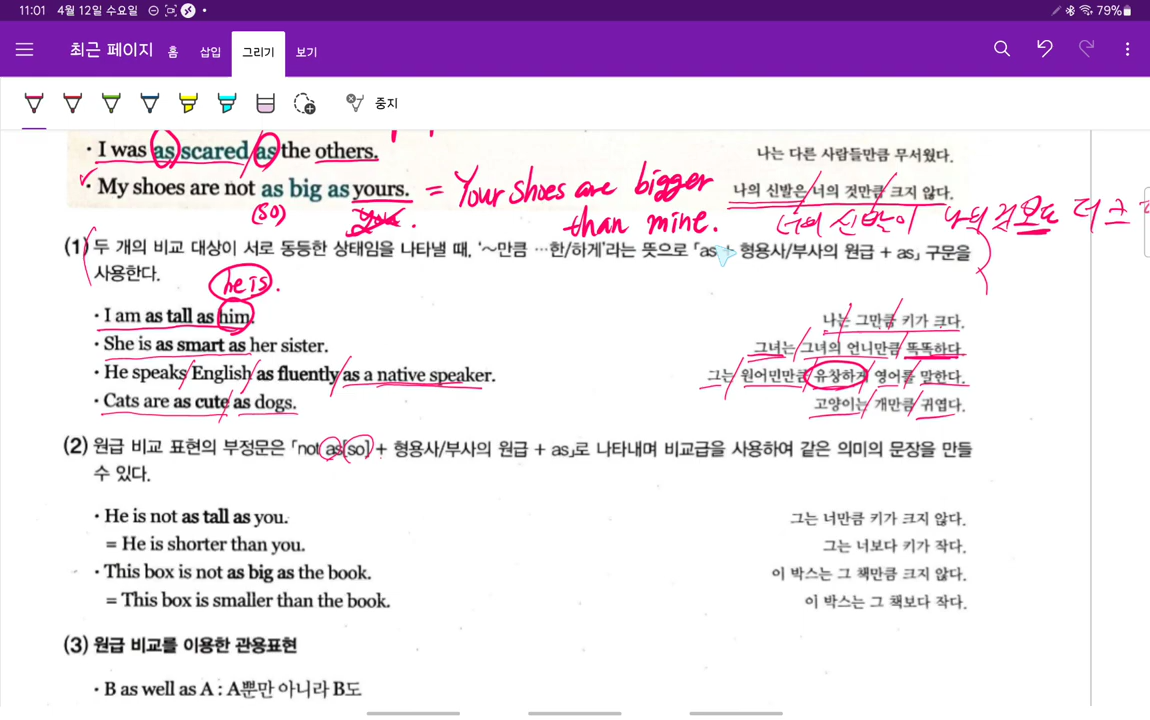 11:01 4월 12일 수요일 79%
최근 페이지 홈 삽입 그리기 보기
중지
· I was as scared as the others. 나는 다른 사람들만큼 무서웠다.
· My shoes are not as big as yours. = Your shoes are bigger 나의 신발은 너의 것만큼 크지 않다.
(so) than mine. 너의 신발이 나의 것보다 더 크
(1) 두 개의 비교 대상이 서로 동등한 상태임을 나타낼 때, '~만큼 …한/하게'라는 뜻으로 「as + 형용사/부사의 원급 + as」 구문을
사용한다.
he is.
· I am as tall as him. 나는 그만큼 키가 크다.
· She is as smart as her sister. 그녀는 그녀의 언니만큼 똑똑하다.
· He speaks English as fluently as a native speaker. 그는 원어민만큼 유창하게 영어를 말한다.
· Cats are as cute as dogs. 고양이는 개만큼 귀엽다.
(2) 원급 비교 표현의 부정문은 「not as[so] + 형용사/부사의 원급 + as」로 나타내며 비교급을 사용하여 같은 의미의 문장을 만들
수 있다.
· He is not as tall as you. 그는 너만큼 키가 크지 않다.
= He is shorter than you. 그는 너보다 키가 작다.
· This box is not as big as the book. 이 박스는 그 책만큼 크지 않다.
= This box is smaller than the book. 이 박스는 그 책보다 작다.
(3) 원급 비교를 이용한 관용표현
· B as well as A : A뿐만 아니라 B도